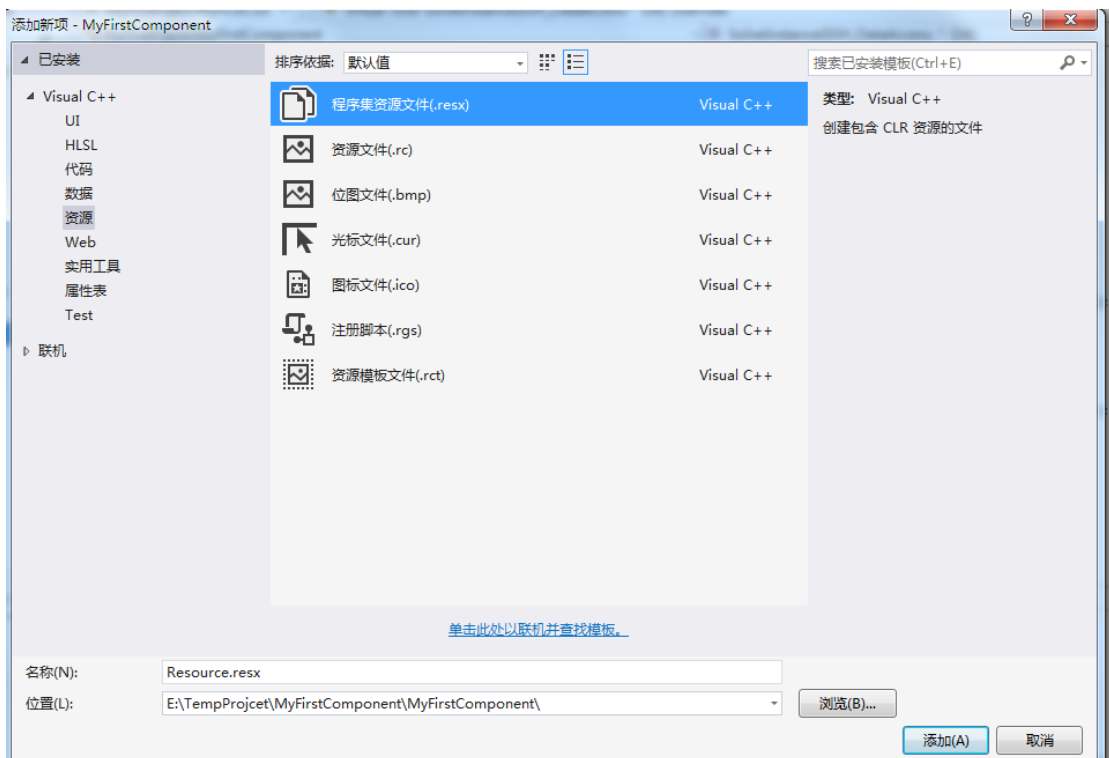 添加新项 - MyFirstComponent
已安装
排序依据: 默认值
搜索已安装模板(Ctrl+E)
Visual C++
UI
HLSL
代码
数据
资源
Web
实用工具
属性表
Test
联机
程序集资源文件(.resx) Visual C++
资源文件(.rc) Visual C++
位图文件(.bmp) Visual C++
光标文件(.cur) Visual C++
图标文件(.ico) Visual C++
注册脚本(.rgs) Visual C++
资源模板文件(.rct) Visual C++
类型: Visual C++
创建包含 CLR 资源的文件
单击此处以联机并查找模板。
名称(N): Resource.resx
位置(L): E:\TempProjcet\MyFirstComponent\MyFirstComponent\
浏览(B)...
添加(A) 取消